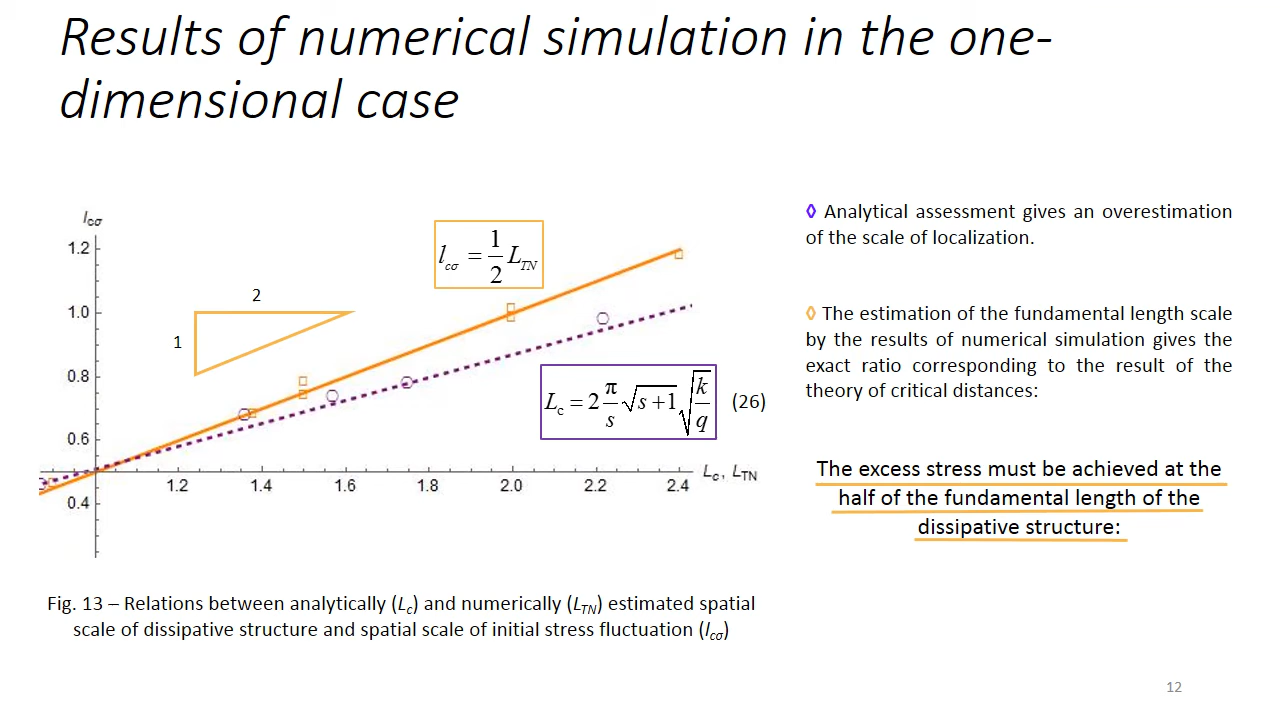 Results of numerical simulation in the one-
dimensional case
l_cσ
1.2
1.0
0.8
0.6
0.4
1.2 1.4 1.6 1.8 2.0 2.2 2.4
L_c, L_TN
2
1
l_cσ = 1/2 L_TN
L_c = 2 π/s √(s+1) √(k/q) (26)
Fig. 13 – Relations between analytically (L_c) and numerically (L_TN) estimated spatial
scale of dissipative structure and spatial scale of initial stress fluctuation (l_cσ)
◊ Analytical assessment gives an overestimation
of the scale of localization.
◊ The estimation of the fundamental length scale
by the results of numerical simulation gives the
exact ratio corresponding to the result of the
theory of critical distances:
The excess stress must be achieved at the
half of the fundamental length of the
dissipative structure:
12